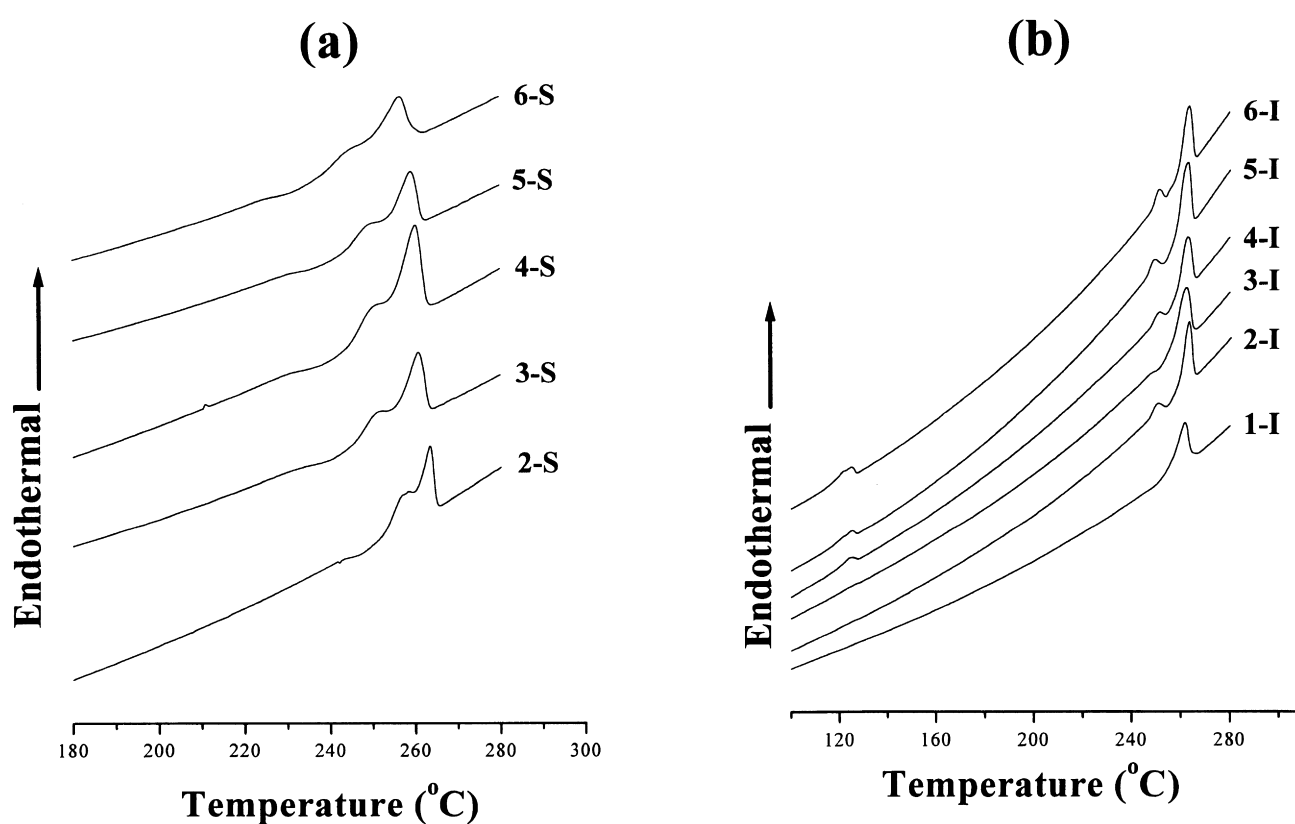 (a)
6-S
5-S
4-S
3-S
2-S
Endothermal
180 200 220 240 260 280 300
Temperature (°C)
(b)
6-I
5-I
4-I
3-I
2-I
1-I
Endothermal
120 160 200 240 280
Temperature (°C)